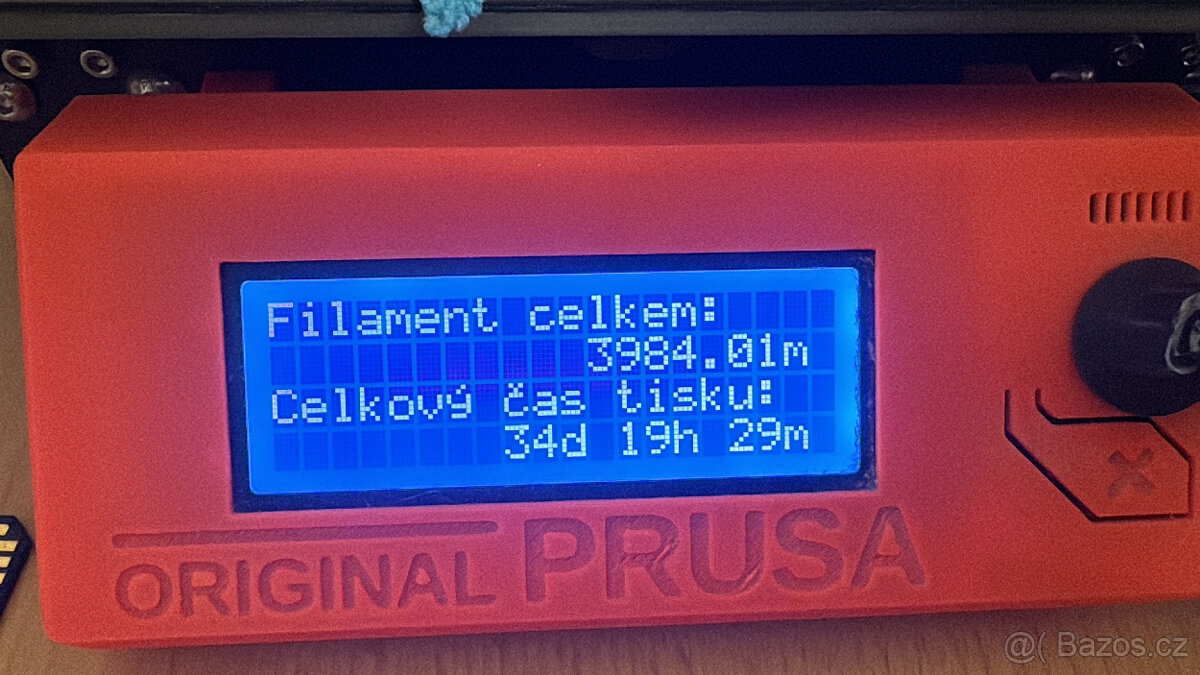 Filament celkem:
3984.01m
Celkový čas tisku:
34d 19h 29m
ORIGINAL PRUSA
@( Bazos.cz